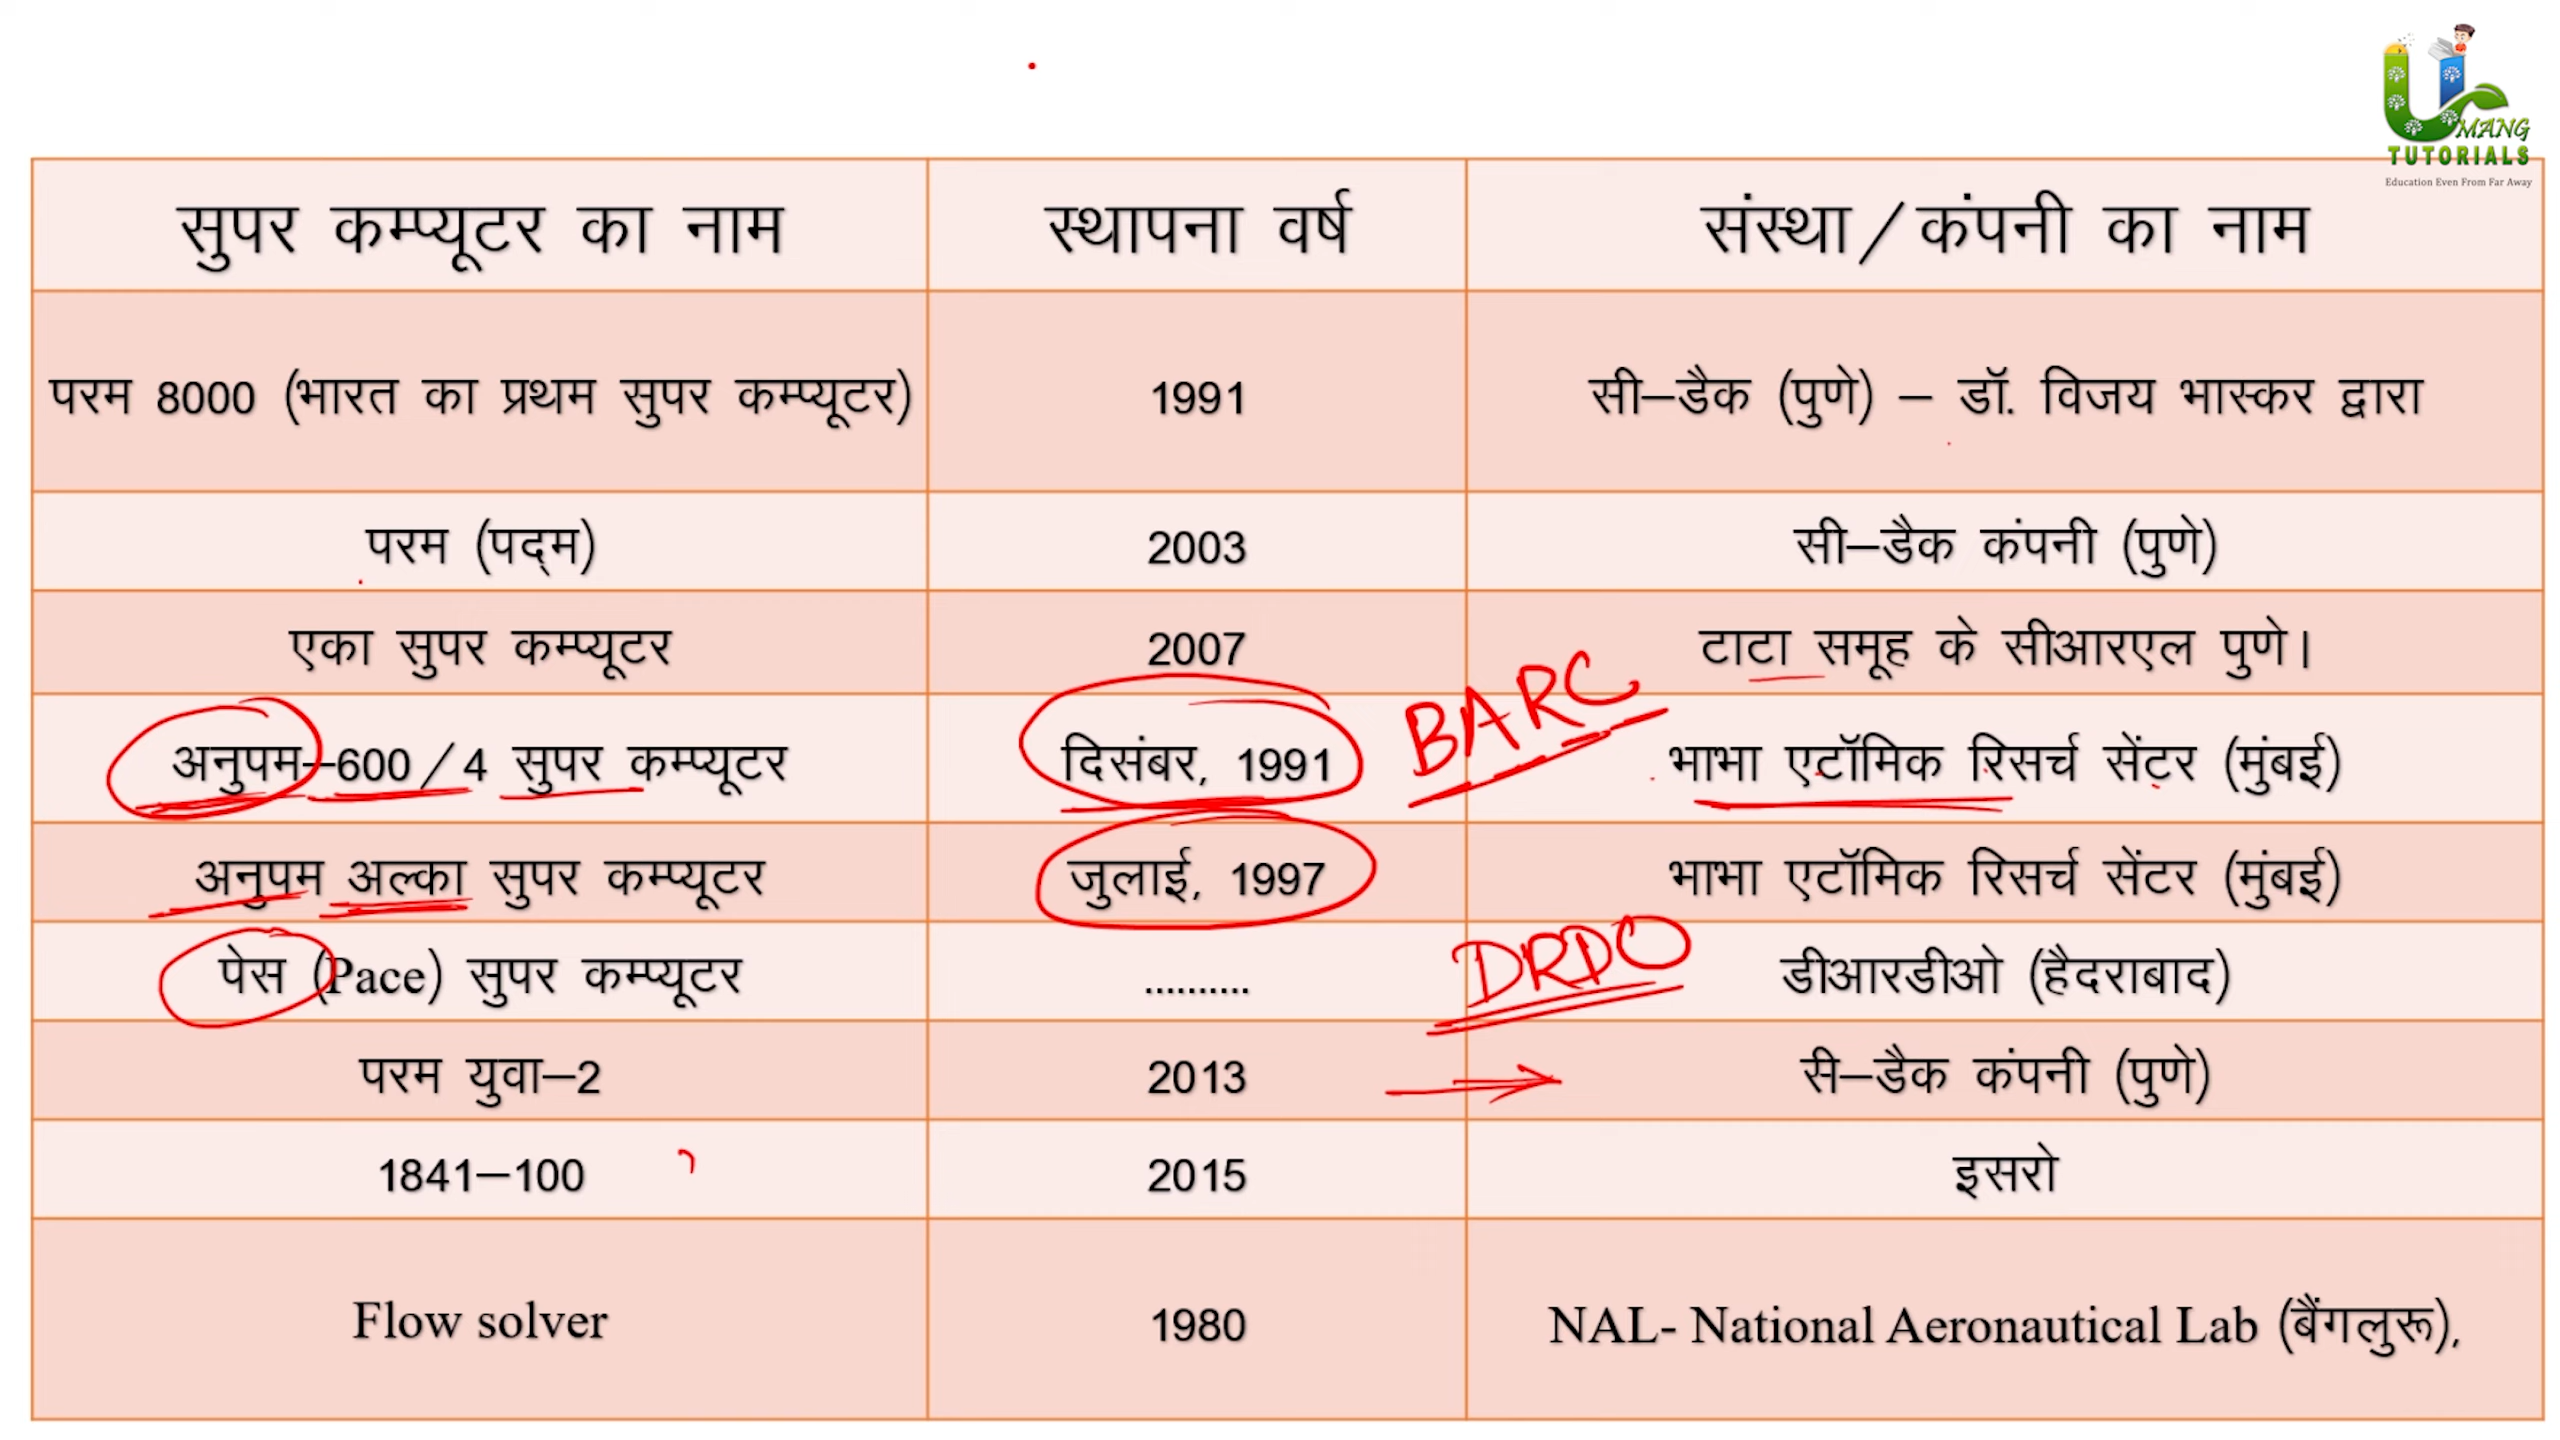 UMANG
TUTORIALS
Education Even From Far Away
सुपर कम्प्यूटर का नाम स्थापना वर्ष संस्था/कंपनी का नाम
परम 8000 (भारत का प्रथम सुपर कम्प्यूटर) 1991 सी–डैक (पुणे) – डॉ. विजय भास्कर द्वारा
परम (पद्म) 2003 सी–डैक कंपनी (पुणे)
एका सुपर कम्प्यूटर 2007 टाटा समूह के सीआरएल पुणे।
अनुपम–600/4 सुपर कम्प्यूटर दिसंबर, 1991 BARC भाभा एटॉमिक रिसर्च सेंटर (मुंबई)
अनुपम अल्का सुपर कम्प्यूटर जुलाई, 1997 भाभा एटॉमिक रिसर्च सेंटर (मुंबई)
पेस (Pace) सुपर कम्प्यूटर .......... DRDO डीआरडीओ (हैदराबाद)
परम युवा–2 2013 सी–डैक कंपनी (पुणे)
1841–100 2015 इसरो
Flow solver 1980 NAL- National Aeronautical Lab (बैंगलुरू),